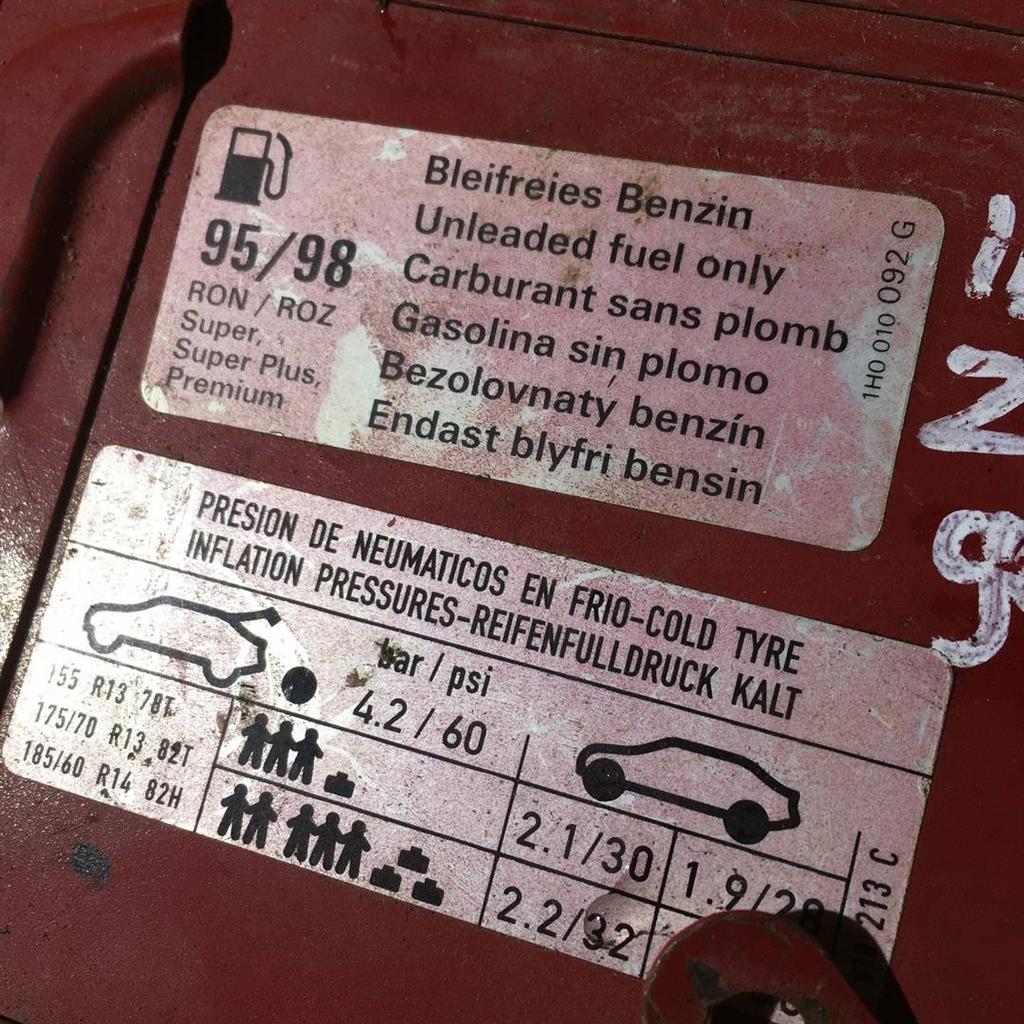 95/98
RON / ROZ
Super,
Super Plus,
Premium
Bleifreies Benzin
Unleaded fuel only
Carburant sans plomb
Gasolina sin plomo
Bezolovnatý benzín
Endast blyfri bensin
1H0 010 092 G
PRESION DE NEUMATICOS EN FRIO-COLD TYRE
INFLATION PRESSURES-REIFENFULLDRUCK KALT
bar / psi
4.2 / 60
155 R13 78T
175/70 R13 82T
185/60 R14 82H
2.1/30
1.9/28
2.2/32
213 C